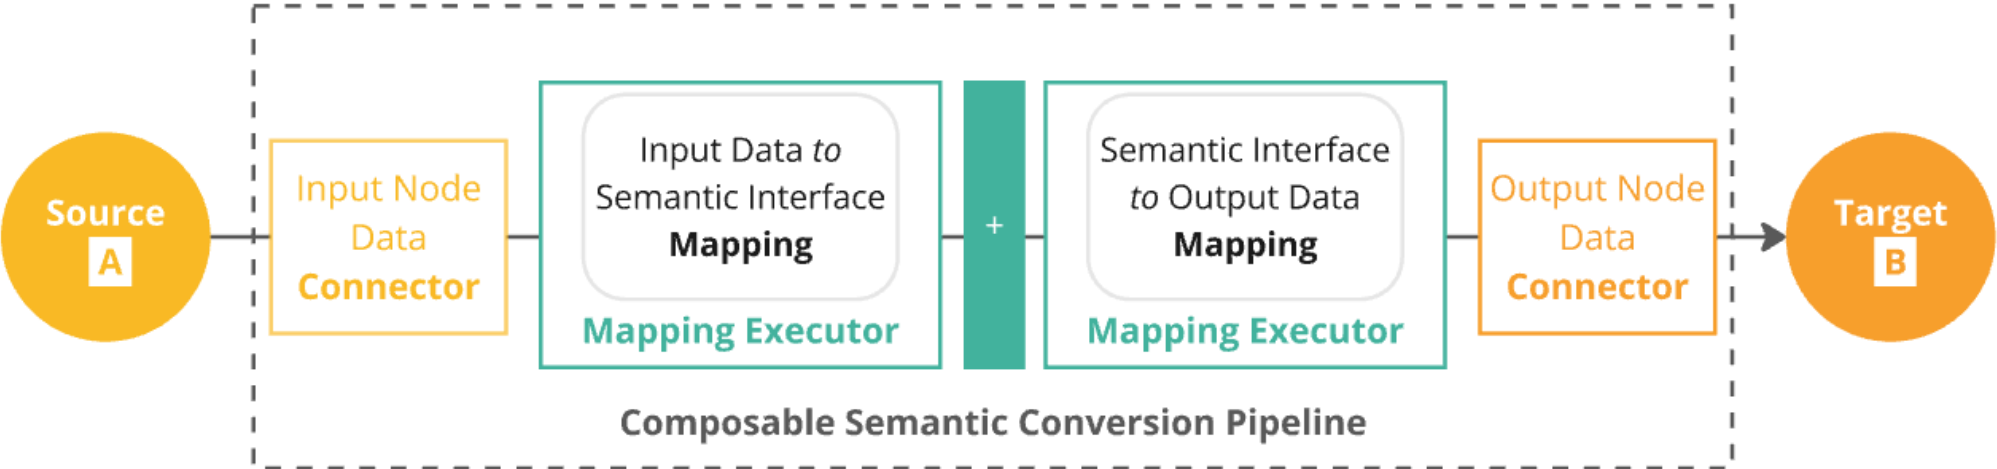 Source
A
Input Node
Data
Connector
Input Data to
Semantic Interface
Mapping
Mapping Executor
+
Semantic Interface
to Output Data
Mapping
Mapping Executor
Output Node
Data
Connector
Target
B
Composable Semantic Conversion Pipeline